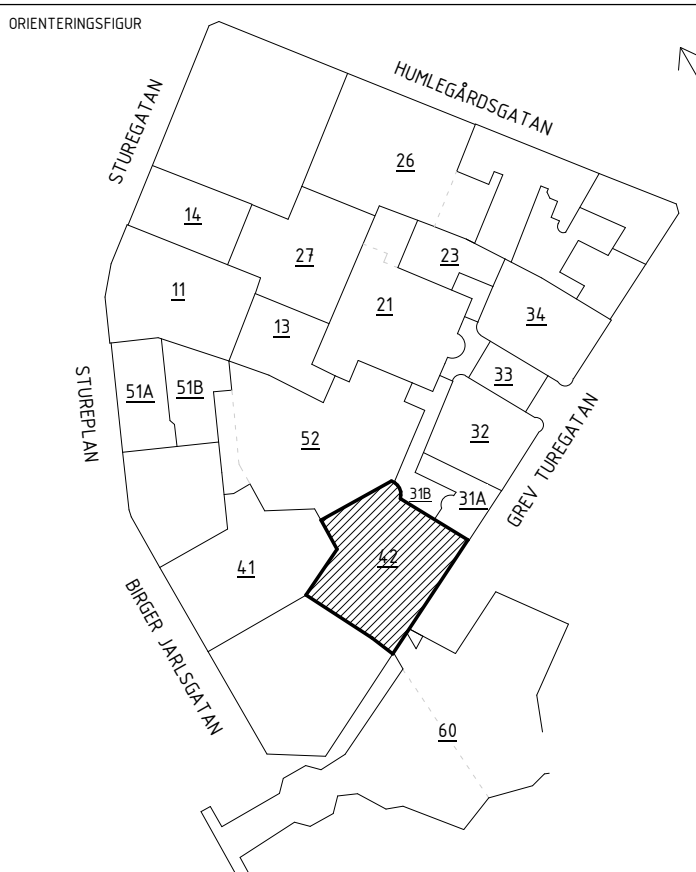 ORIENTERINGSFIGUR
HUMLEGÅRDSGATAN
STUREGATAN
26
14
27
23
11
21
34
13
33
51A
51B
STUREPLAN
52
32
GREV TUREGATAN
31B
31A
42
41
BIRGER JARLSGATAN
60